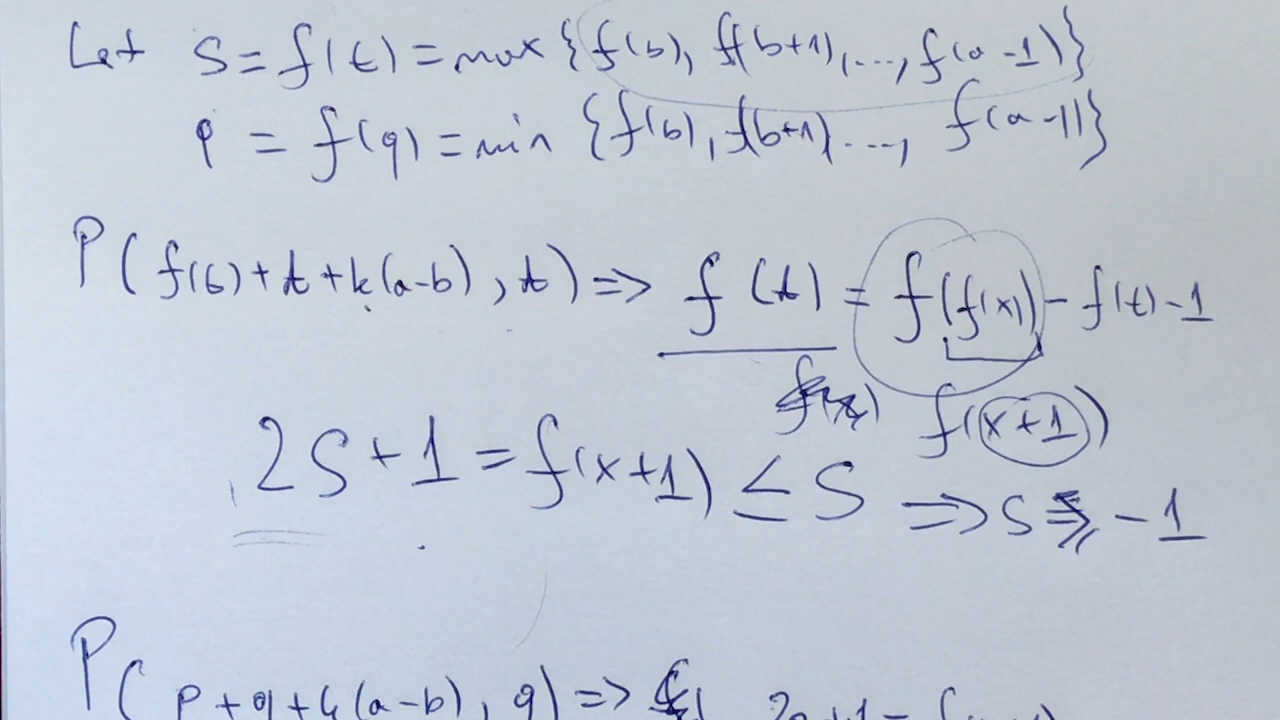 Let S = f(t) = max {f(b), f(b+1), ..., f(a-1)}
p = f(q) = min {f(b), f(b+1) ..., f(a-1)}
P(f(b)+t+k(a-b), t) => f(t) = f(f(x)) - f(t) - 1
f(x+1))
2S+1 = f(x+1) ≤ S => S -1
P(p+q+k(a-b), q) =>